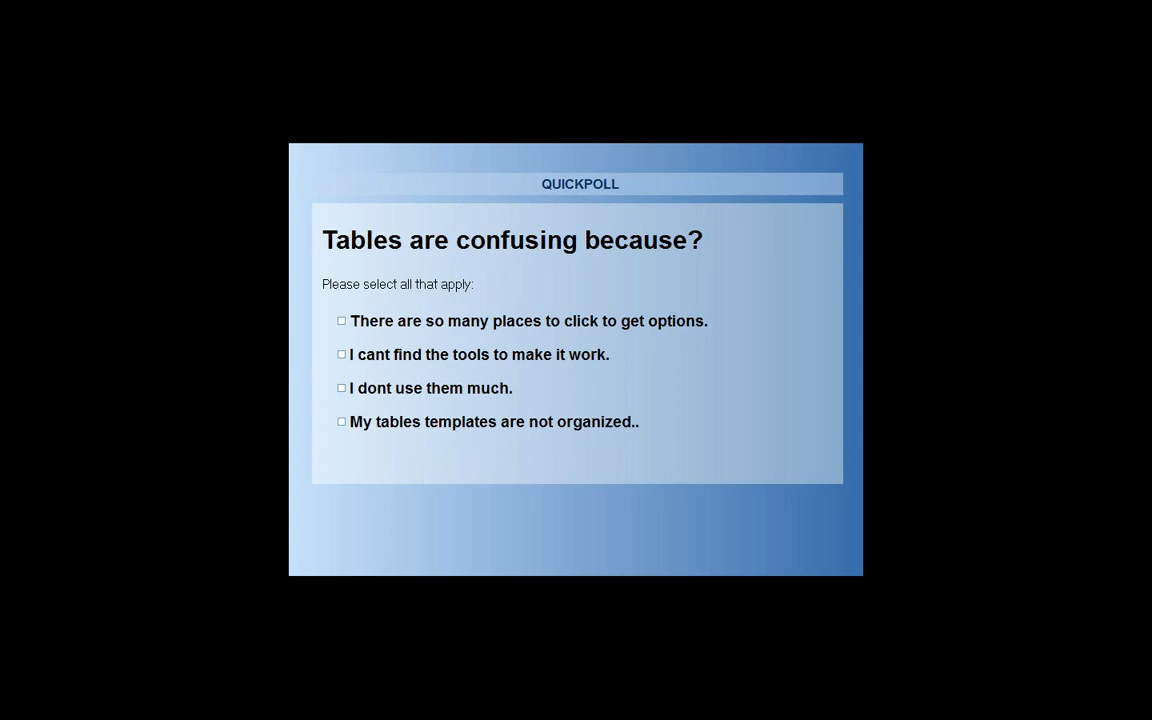 QUICKPOLL
Tables are confusing because?
Please select all that apply:
There are so many places to click to get options.
I cant find the tools to make it work.
I dont use them much.
My tables templates are not organized..